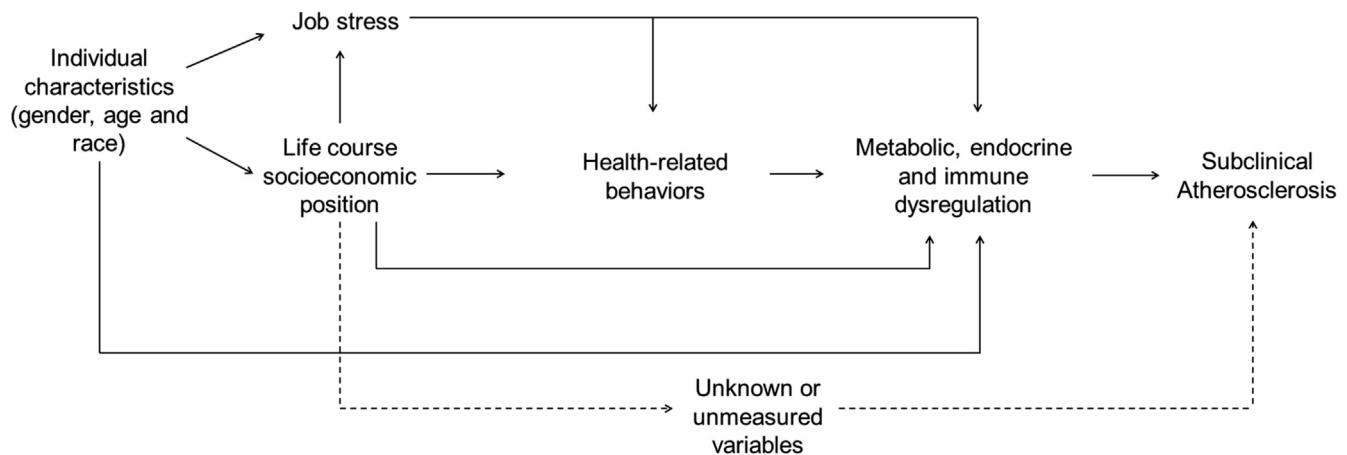 Job stress
Individual
characteristics
(gender, age and
race)
Life course
socioeconomic
position
Health-related
behaviors
Metabolic, endocrine
and immune
dysregulation
Subclinical
Atherosclerosis
Unknown or
unmeasured
variables